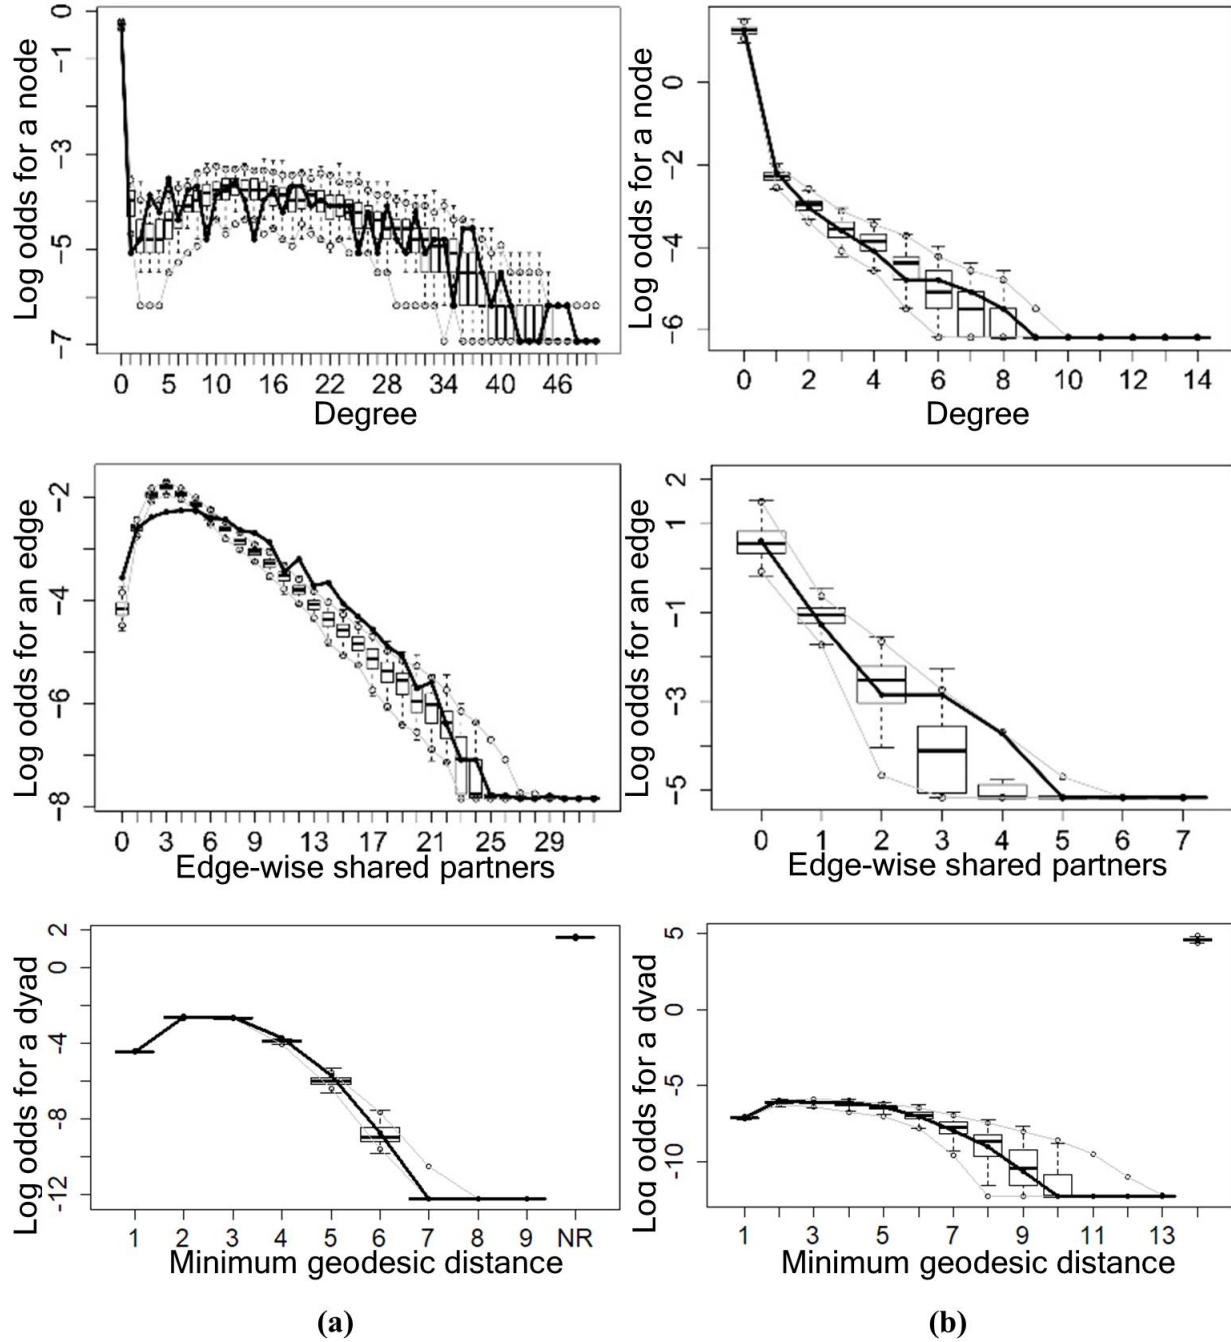 0
−1
−3
−5
−7
Log odds for a node
0 5 10 16 22 28 34 40 46
Degree
0
−2
−4
−6
Log odds for a node
0 2 4 6 8 10 12 14
Degree
−2
−4
−6
−8
Log odds for an edge
0 3 6 9 13 17 21 25 29
Edge-wise shared partners
2
1
−1
−3
−5
Log odds for an edge
0 1 2 3 4 5 6 7
Edge-wise shared partners
2
0
−4
−8
−12
Log odds for a dyad
1 2 3 4 5 6 7 8 9 NR
Minimum geodesic distance
5
0
−5
−10
Log odds for a dyad
1 3 5 7 9 11 13
Minimum geodesic distance
(a) (b)